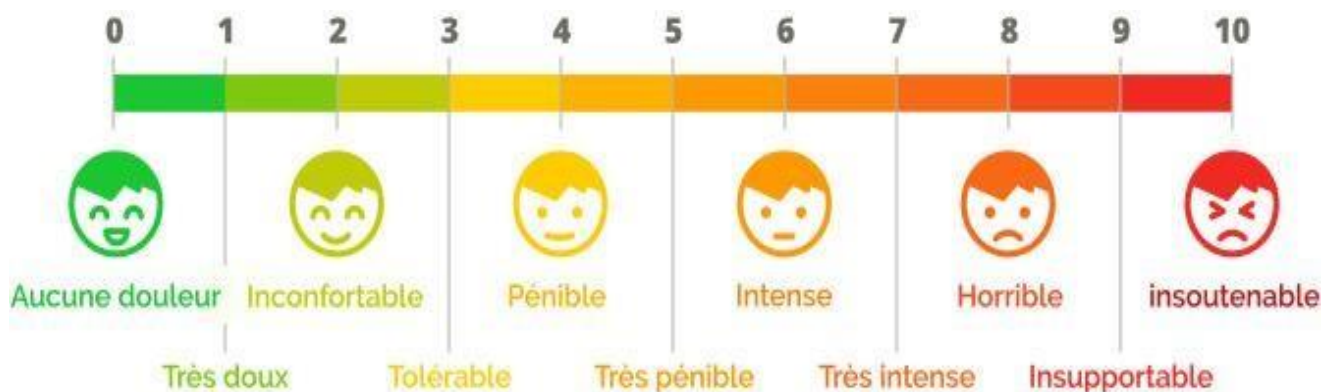 0 1 2 3 4 5 6 7 8 9 10
Aucune douleur Inconfortable Pénible Intense Horrible insoutenable
Très doux Tolérable Très pénible Très intense Insupportable